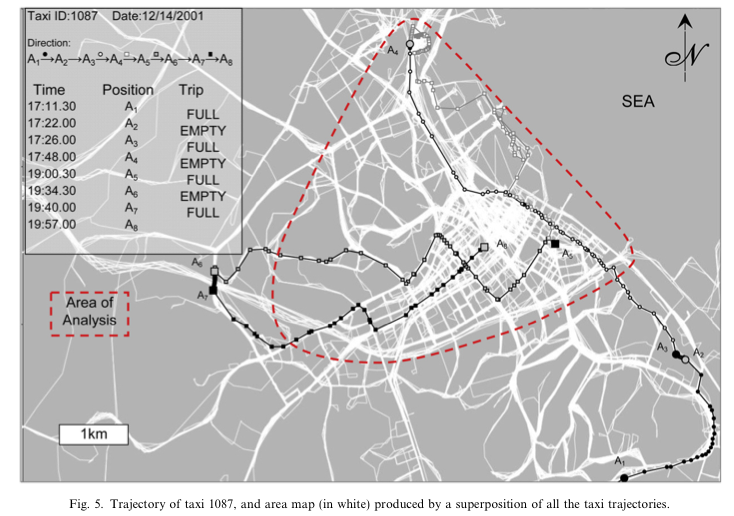 Taxi ID:1087 Date:12/14/2001
Direction:
A1→A2→A3→A4→A5→A6→A7→A8
Time Position Trip
17:11.30 A1
FULL
17:22.00 A2
EMPTY
17:26.00 A3
FULL
17:48.00 A4
EMPTY
19:00.30 A5
FULL
19:34.30 A6
EMPTY
19:40.00 A7
FULL
19:57.00 A8
A4
N
SEA
A8
A5
A6
A7
Area of
Analysis
A3
A2
1km
A1
Fig. 5. Trajectory of taxi 1087, and area map (in white) produced by a superposition of all the taxi trajectories.